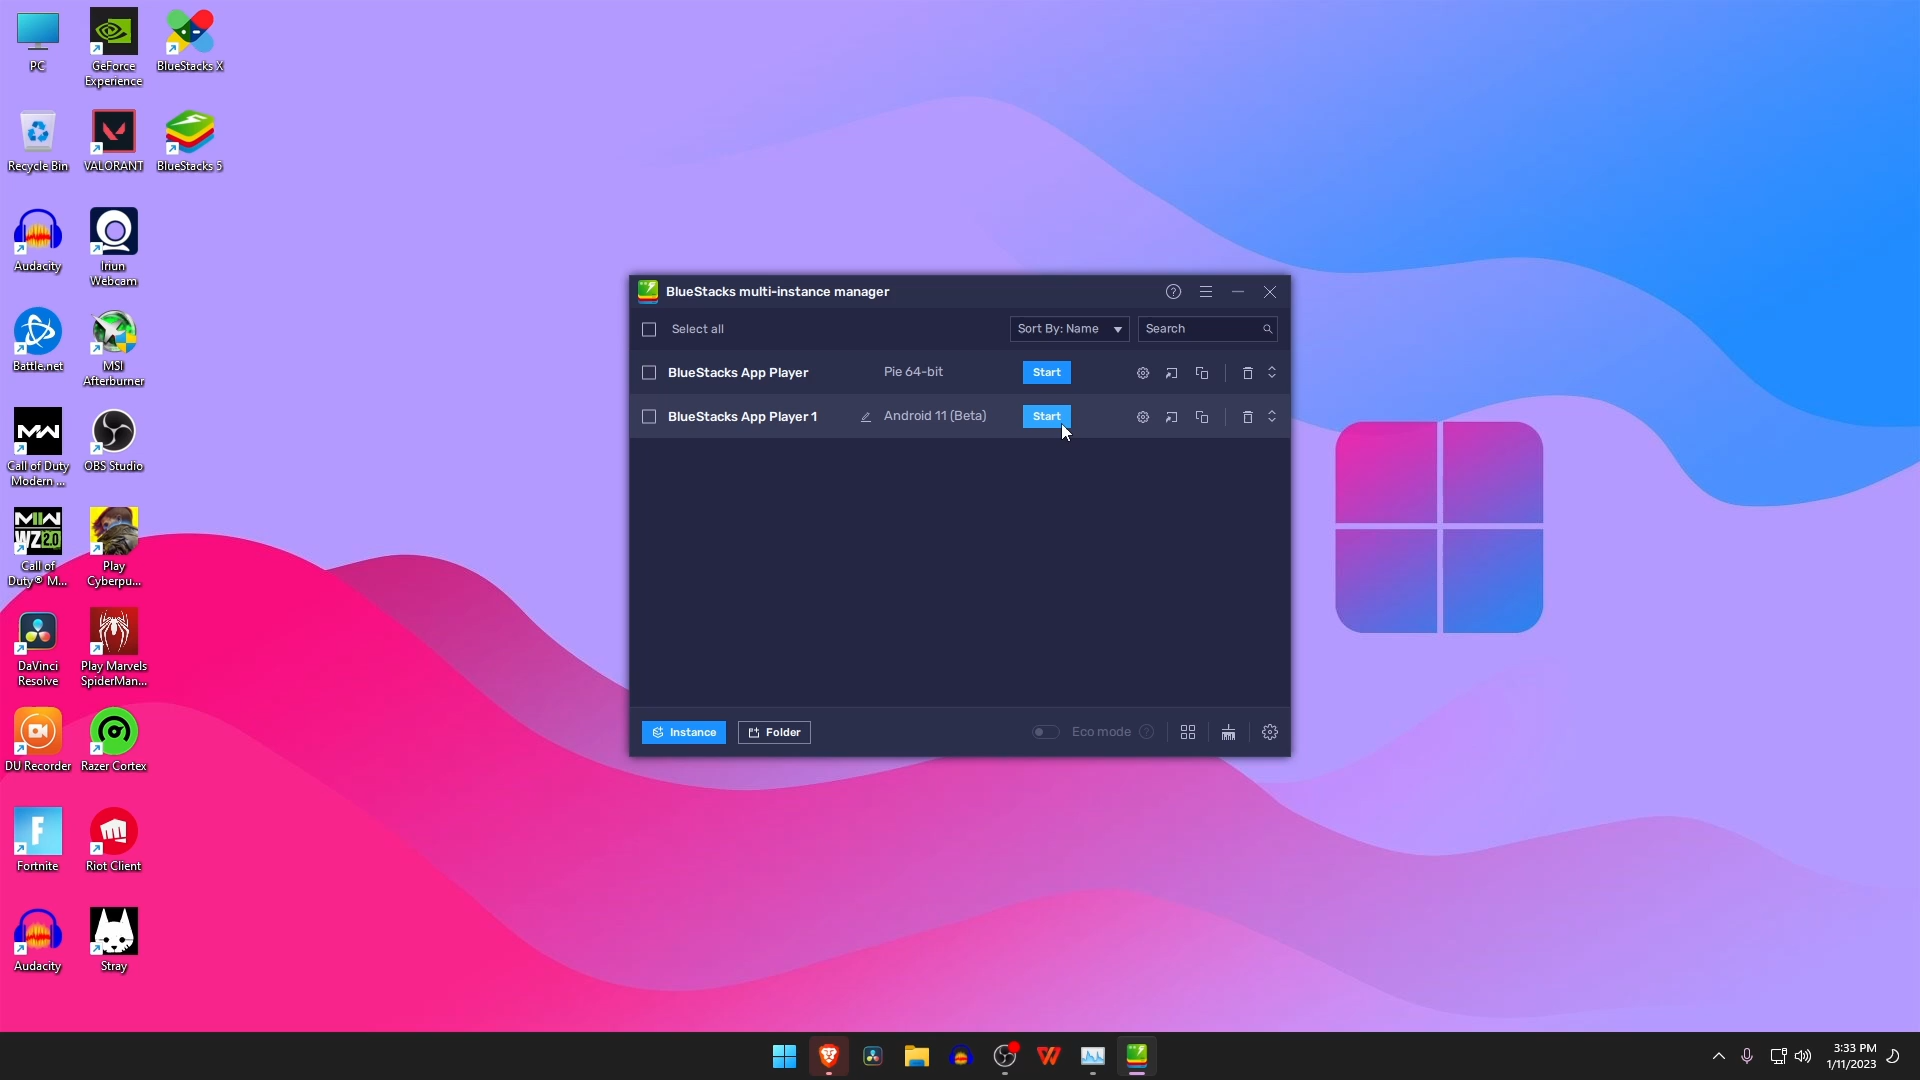 PC
GeForce
Experience
BlueStacks X
Recycle Bin
VALORANT
BlueStacks 5
Audacity
Iriun
Webcam
Battle.net
MSI
Afterburner
Call of Duty
Modern ...
OBS Studio
MW
WZ 2.0
Call of
Duty® M...
Play
Cyberpu...
DaVinci
Resolve
Play Marvels
SpiderMan...
DU Recorder
Razer Cortex
Fortnite
Riot Client
Audacity
Stray
BlueStacks multi-instance manager
Select all
Sort By: Name
Search
BlueStacks App Player
Pie 64-bit
Start
BlueStacks App Player 1
Android 11 (Beta)
Start
Instance
Folder
Eco mode
3:33 PM
1/11/2023